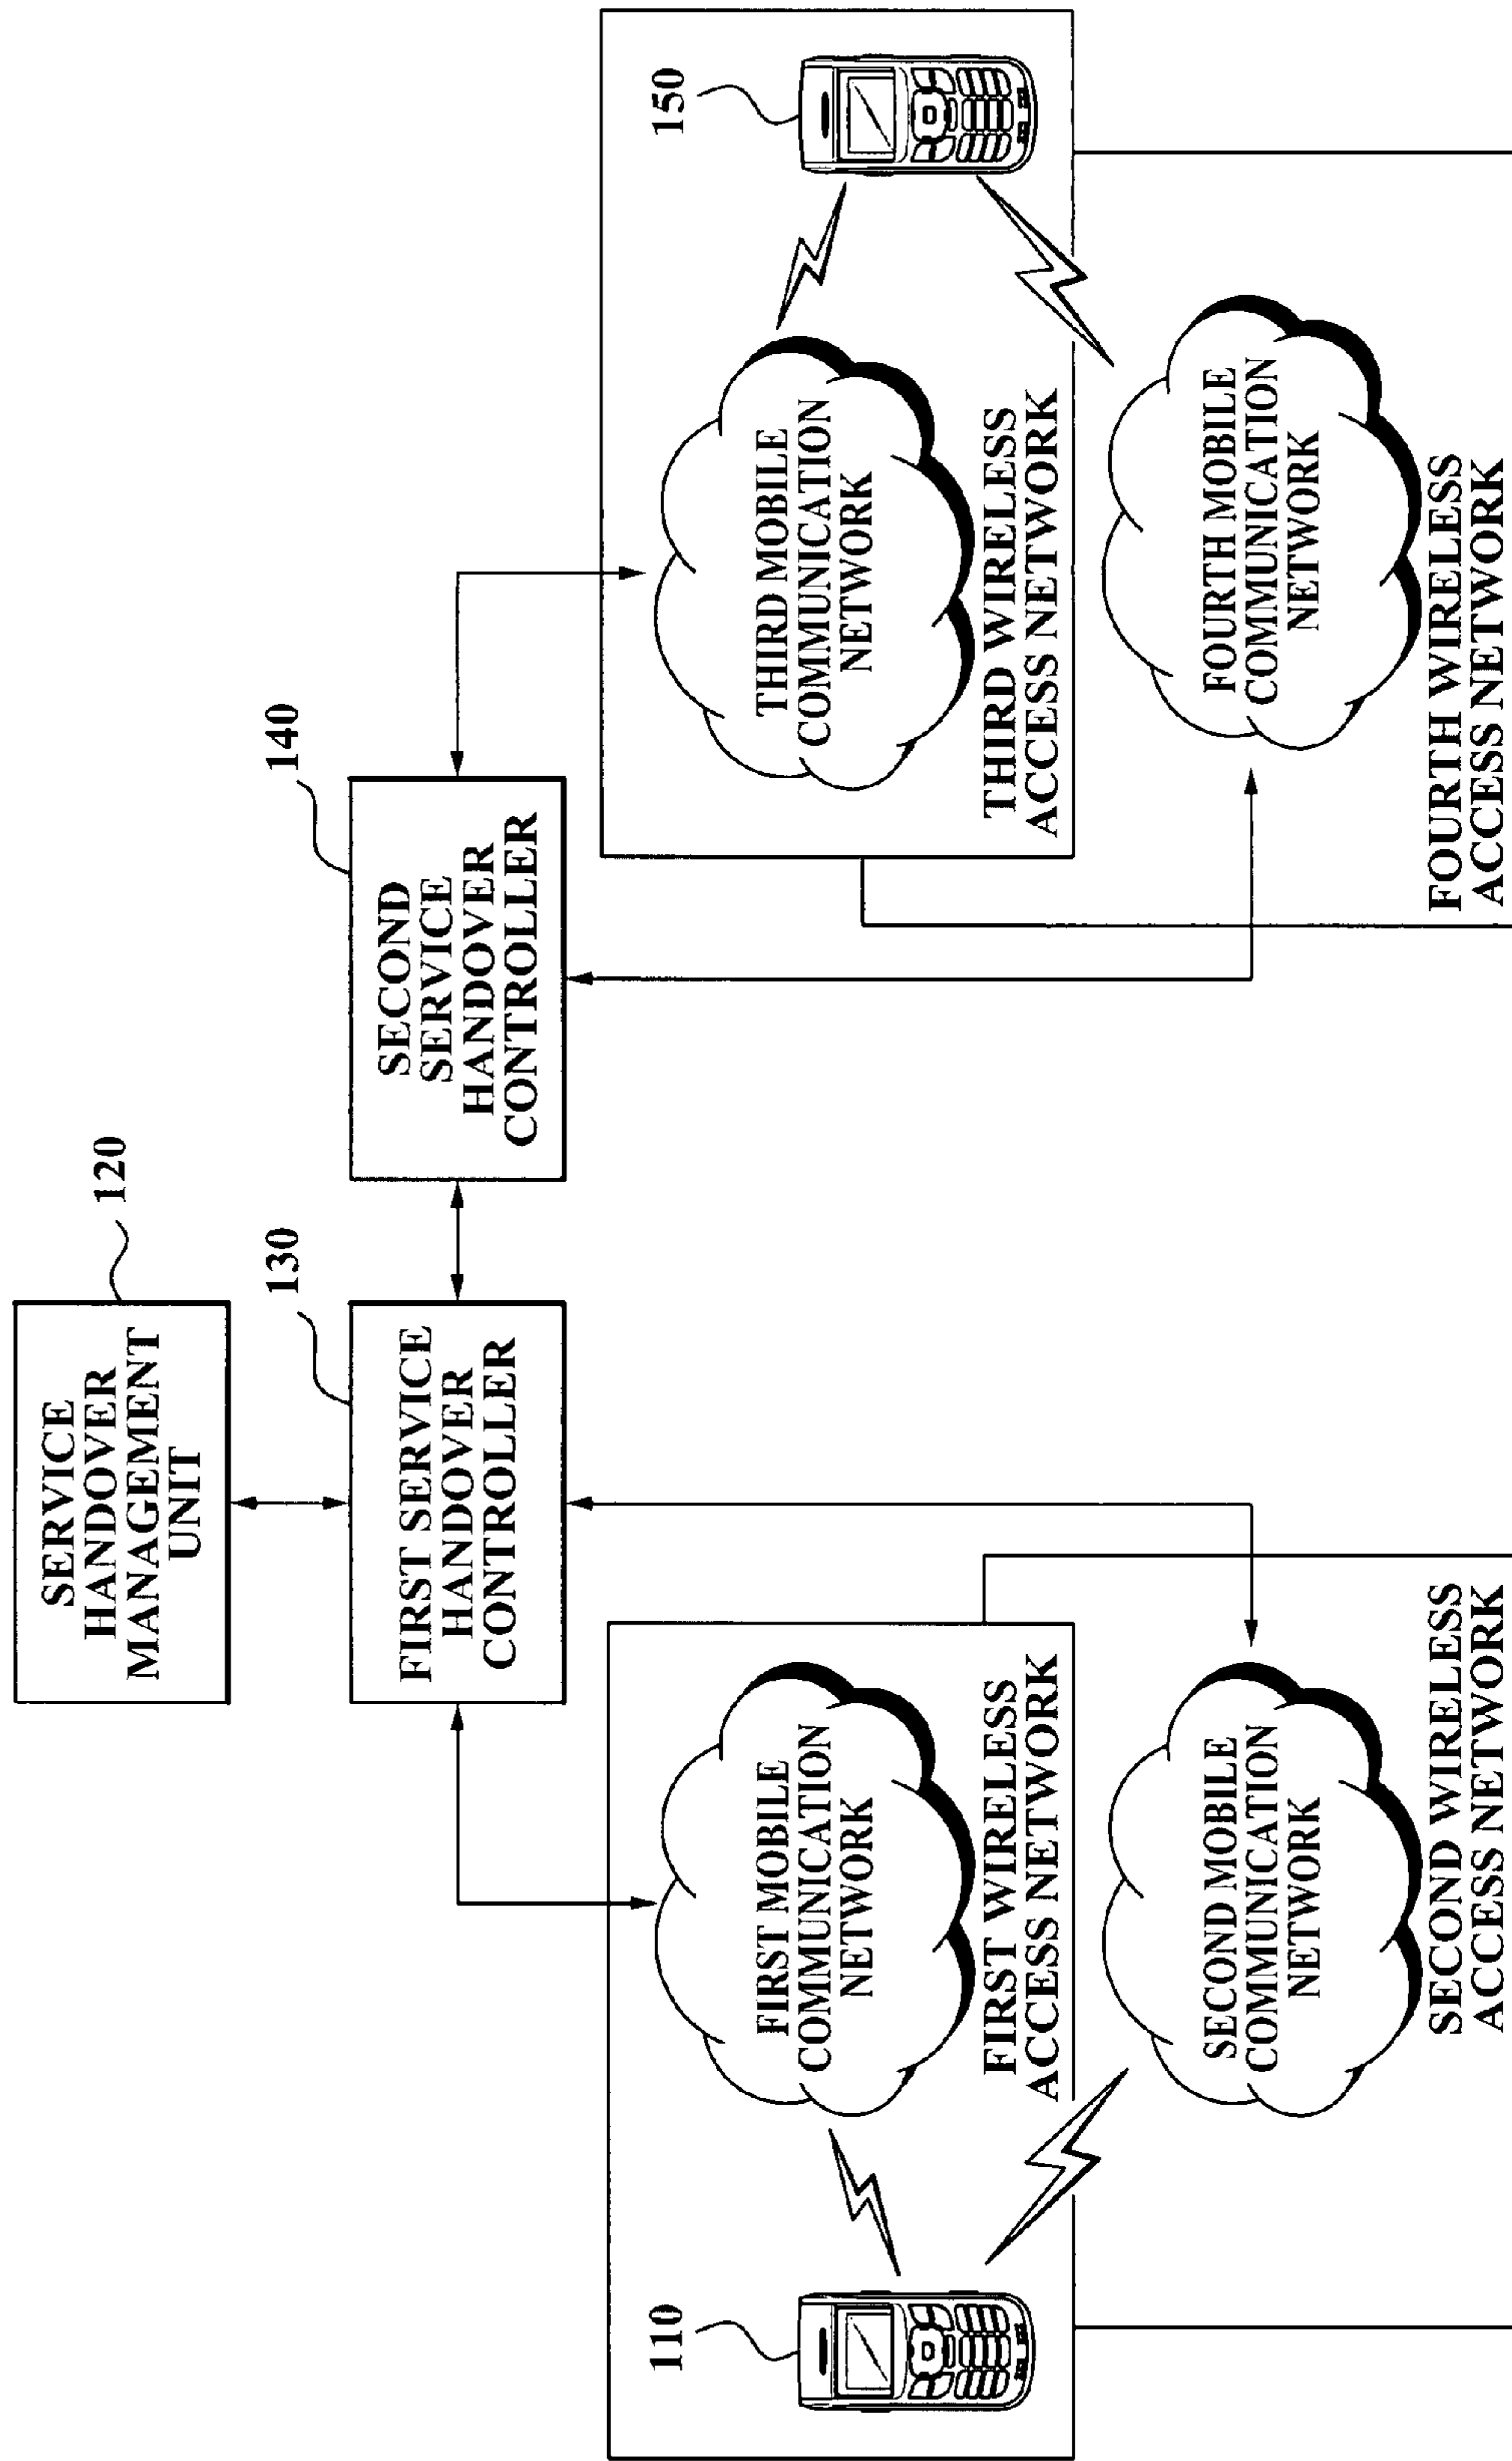 120
SERVICE
HANDOVER
MANAGEMENT
UNIT
130
FIRST SERVICE
HANDOVER
CONTROLLER
140
SECOND
SERVICE
HANDOVER
CONTROLLER
110
FIRST MOBILE
COMMUNICATION
NETWORK
FIRST WIRELESS
ACCESS NETWORK
150
THIRD MOBILE
COMMUNICATION
NETWORK
THIRD WIRELESS
ACCESS NETWORK
SECOND MOBILE
COMMUNICATION
NETWORK
SECOND WIRELESS
ACCESS NETWORK
FOURTH MOBILE
COMMUNICATION
NETWORK
FOURTH WIRELESS
ACCESS NETWORK